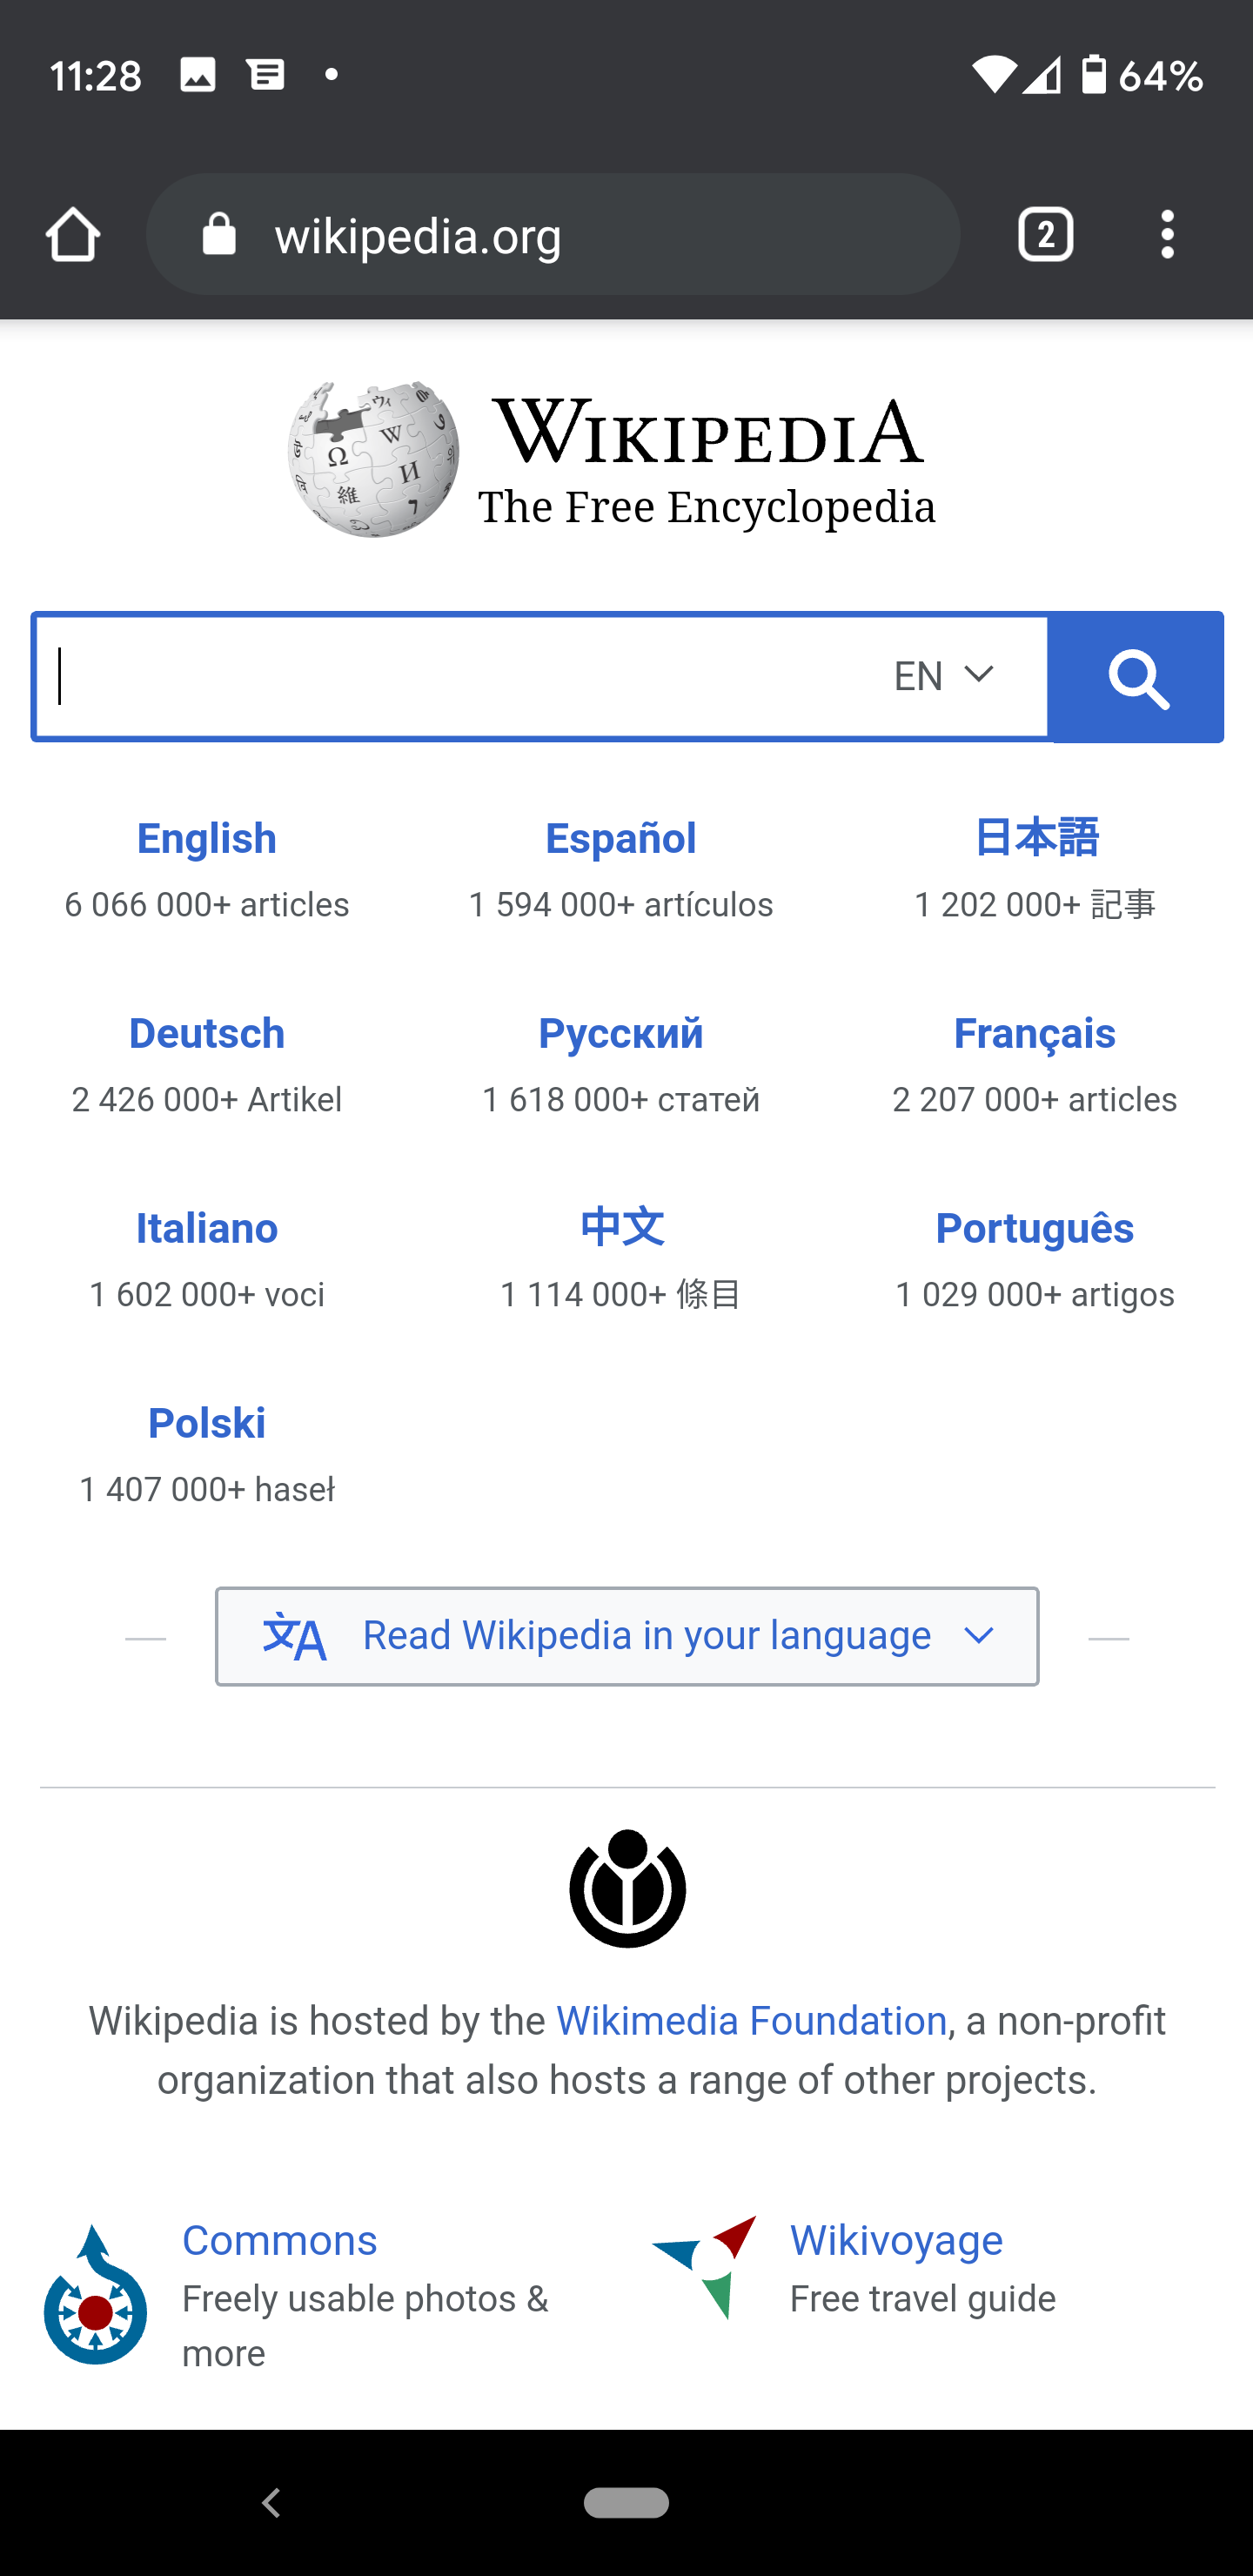 11:28 64%
wikipedia.org 2
WIKIPEDIA
The Free Encyclopedia
EN
English Español 日本語
6 066 000+ articles 1 594 000+ artículos 1 202 000+ 記事
Deutsch Русский Français
2 426 000+ Artikel 1 618 000+ статей 2 207 000+ articles
Italiano 中文 Português
1 602 000+ voci 1 114 000+ 條目 1 029 000+ artigos
Polski
1 407 000+ haseł
Read Wikipedia in your language
Wikipedia is hosted by the Wikimedia Foundation, a non-profit
organization that also hosts a range of other projects.
Commons Wikivoyage
Freely usable photos & Free travel guide
more